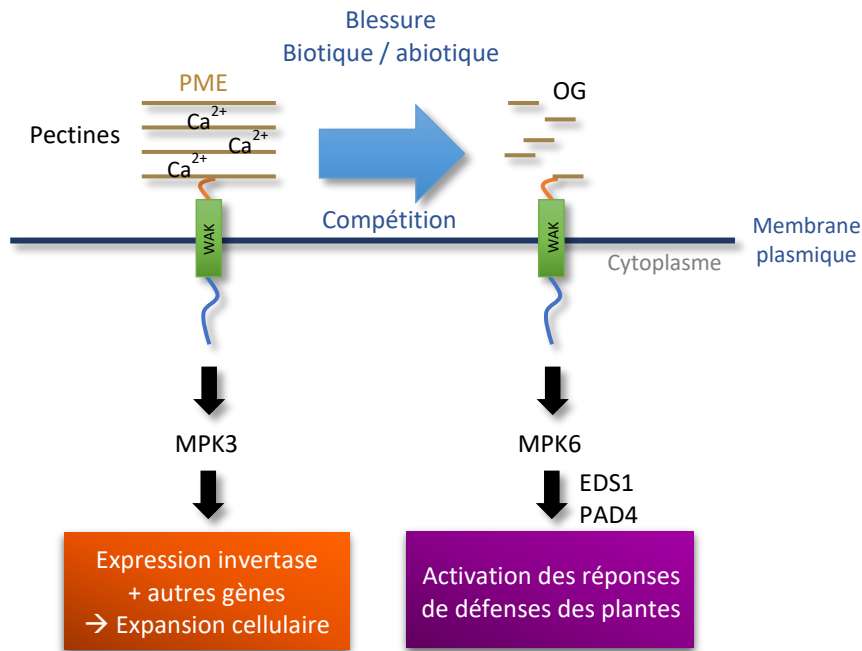 Blessure
Biotique / abiotique
PME
OG
Pectines
Ca2+
Ca2+
Ca2+
Compétition
WAK
WAK
Membrane
plasmique
Cytoplasme
MPK3
MPK6
EDS1
PAD4
Expression invertase
+ autres gènes
→ Expansion cellulaire
Activation des réponses
de défenses des plantes